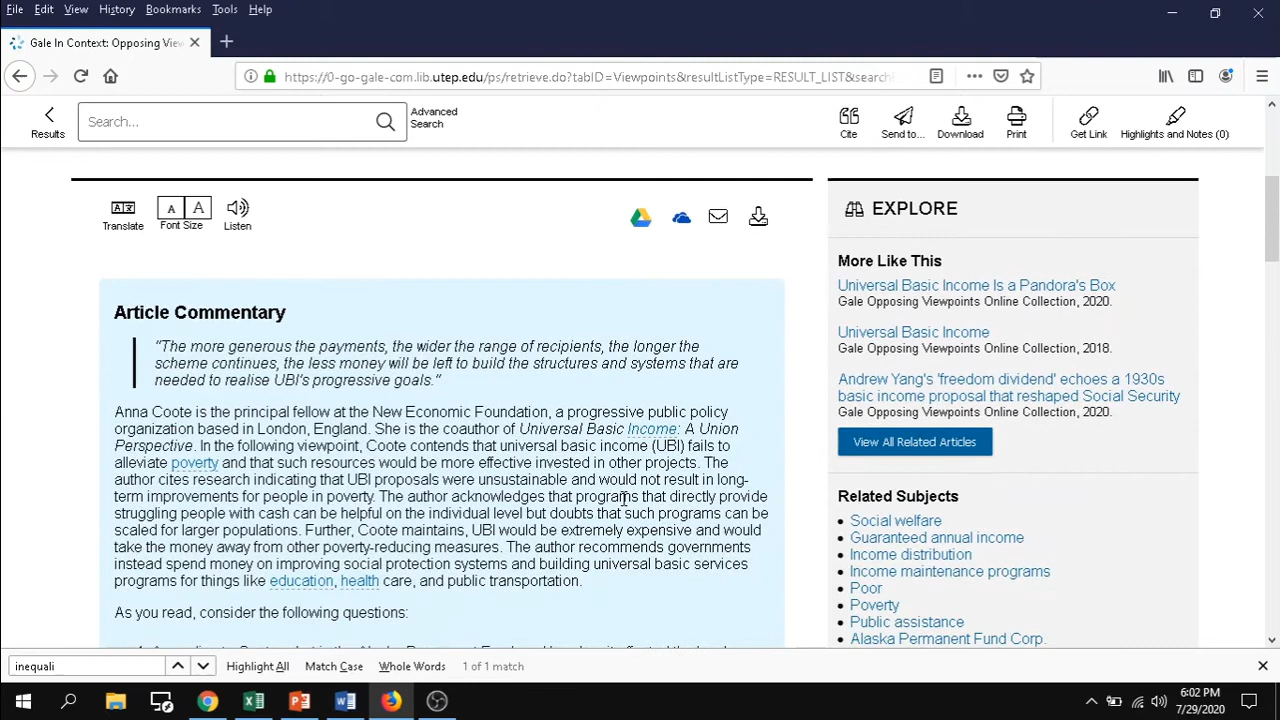 File Edit View History Bookmarks Tools Help
Gale In Context: Opposing View
https://0-go-gale-com.lib.utep.edu/ps/retrieve.do?tabID=Viewpoints&resultListType=RESULT_LIST&searchI
Results
Search...
Advanced
Search
Cite
Send to...
Download
Print
Get Link
Highlights and Notes (0)
Translate
A A
Font Size
Listen
Article Commentary
"The more generous the payments, the wider the range of recipients, the longer the
scheme continues, the less money will be left to build the structures and systems that are
needed to realise UBI's progressive goals."
Anna Coote is the principal fellow at the New Economic Foundation, a progressive public policy
organization based in London, England. She is the coauthor of Universal Basic Income: A Union
Perspective. In the following viewpoint, Coote contends that universal basic income (UBI) fails to
alleviate poverty and that such resources would be more effective invested in other projects. The
author cites research indicating that UBI proposals were unsustainable and would not result in long-
term improvements for people in poverty. The author acknowledges that programs that directly provide
struggling people with cash can be helpful on the individual level but doubts that such programs can be
scaled for larger populations. Further, Coote maintains, UBI would be extremely expensive and would
take the money away from other poverty-reducing measures. The author recommends governments
instead spend money on improving social protection systems and building universal basic services
programs for things like education, health care, and public transportation.
As you read, consider the following questions:
EXPLORE
More Like This
Universal Basic Income Is a Pandora's Box
Gale Opposing Viewpoints Online Collection, 2020.
Universal Basic Income
Gale Opposing Viewpoints Online Collection, 2018.
Andrew Yang's 'freedom dividend' echoes a 1930s
basic income proposal that reshaped Social Security
Gale Opposing Viewpoints Online Collection, 2020.
View All Related Articles
Related Subjects
Social welfare
Guaranteed annual income
Income distribution
Income maintenance programs
Poor
Poverty
Public assistance
Alaska Permanent Fund Corp.
inequali
Highlight All Match Case Whole Words 1 of 1 match
6:02 PM
7/29/2020